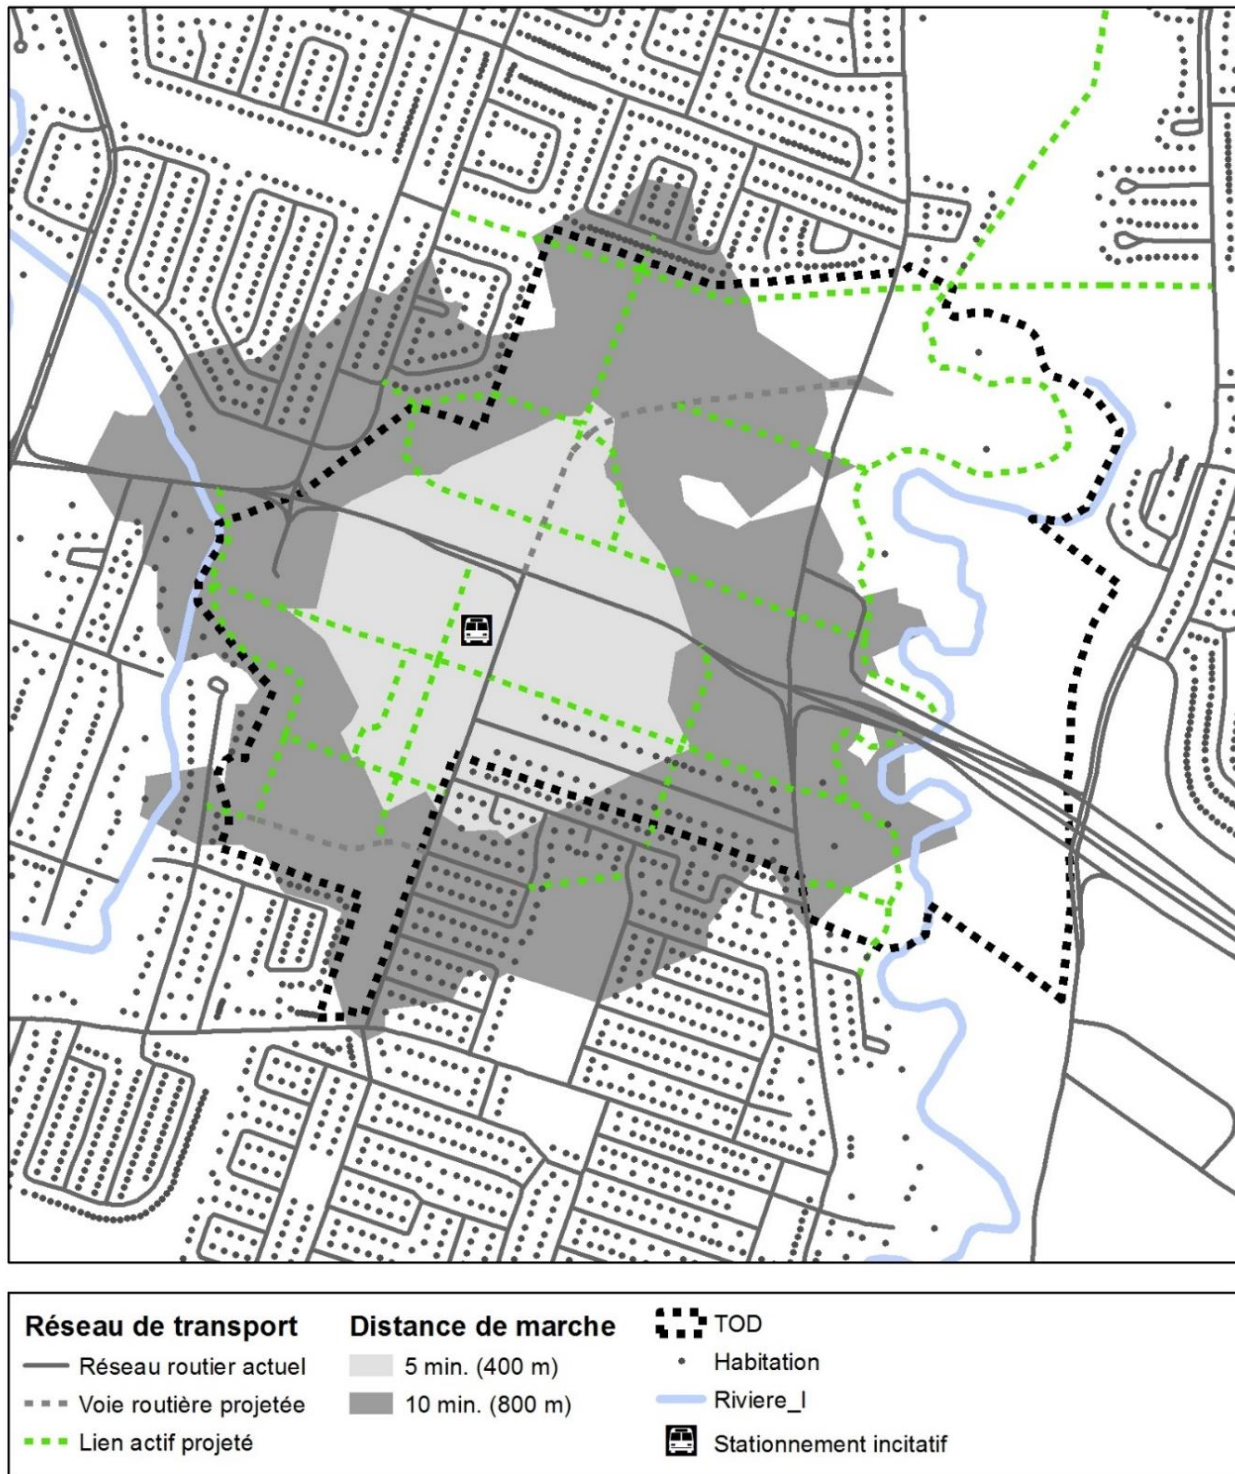 Réseau de transport
Réseau routier actuel
Voie routière projetée
Lien actif projeté
Distance de marche
5 min. (400 m)
10 min. (800 m)
TOD
Habitation
Riviere_l
Stationnement incitatif